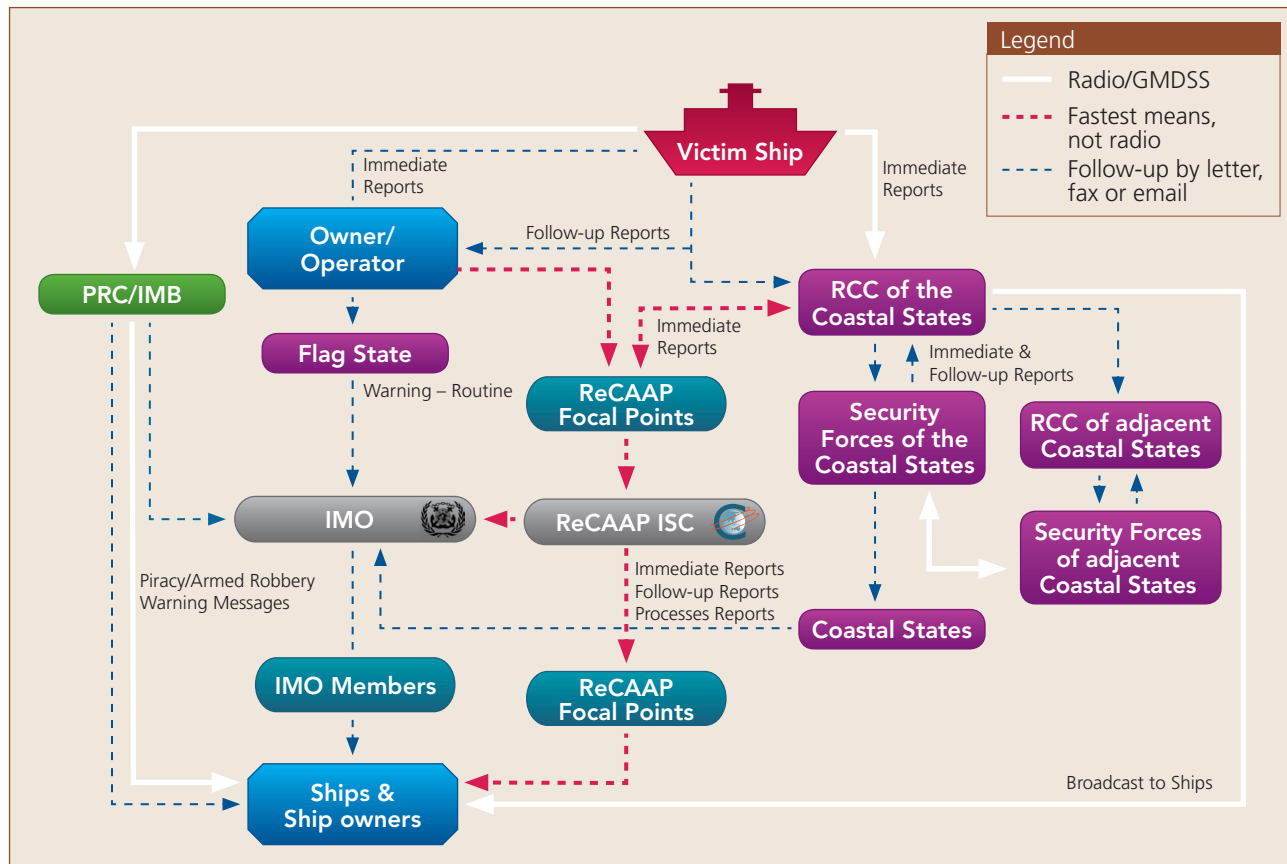 Legend
Radio/GMDSS
Fastest means,
not radio
Follow-up by letter,
fax or email
Victim Ship
Immediate
Reports
Immediate
Reports
Owner/
Operator
Follow-up Reports
PRC/IMB
RCC of the
Coastal States
Flag State
Immediate
Reports
Immediate &
Follow-up Reports
Warning – Routine
ReCAAP
Focal Points
Security
Forces of the
Coastal States
RCC of adjacent
Coastal States
IMO
ReCAAP ISC
Security Forces
of adjacent
Coastal States
Piracy/Armed Robbery
Warning Messages
Immediate Reports
Follow-up Reports
Processes Reports
Coastal States
IMO Members
ReCAAP
Focal Points
Ships &
Ship owners
Broadcast to Ships